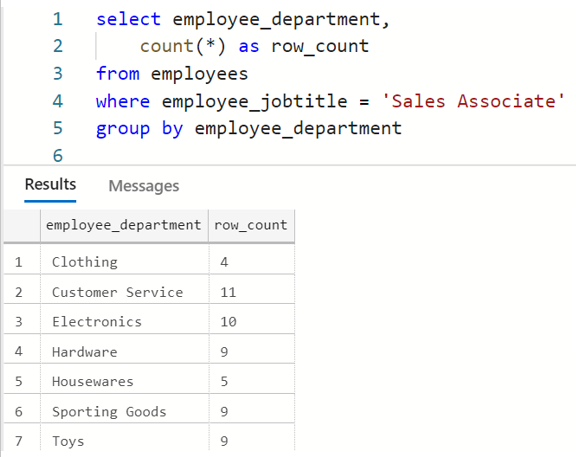 1 select employee_department,
2 count(*) as row_count
3 from employees
4 where employee_jobtitle = 'Sales Associate'
5 group by employee_department
6
Results Messages
employee_department row_count
1 Clothing 4
2 Customer Service 11
3 Electronics 10
4 Hardware 9
5 Housewares 5
6 Sporting Goods 9
7 Toys 9